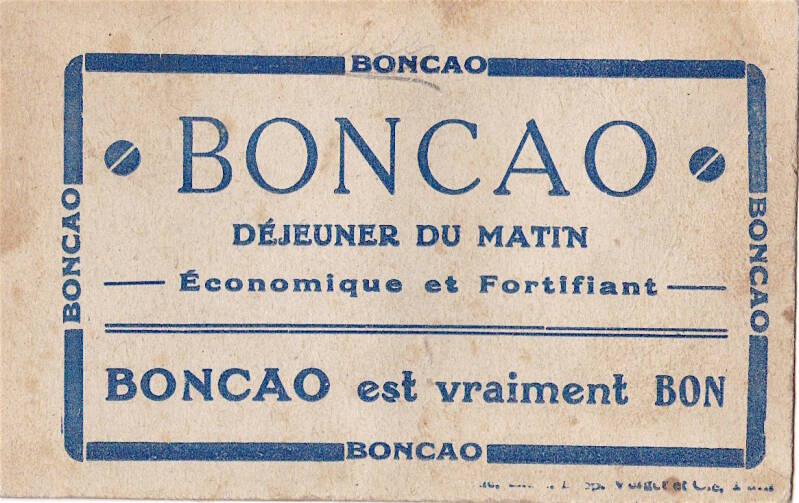 BONCAO
BONCAO
DÉJEUNER DU MATIN
Économique et Fortifiant
BONCAO est vraiment BON
BONCAO
BONCAO
BONCAO